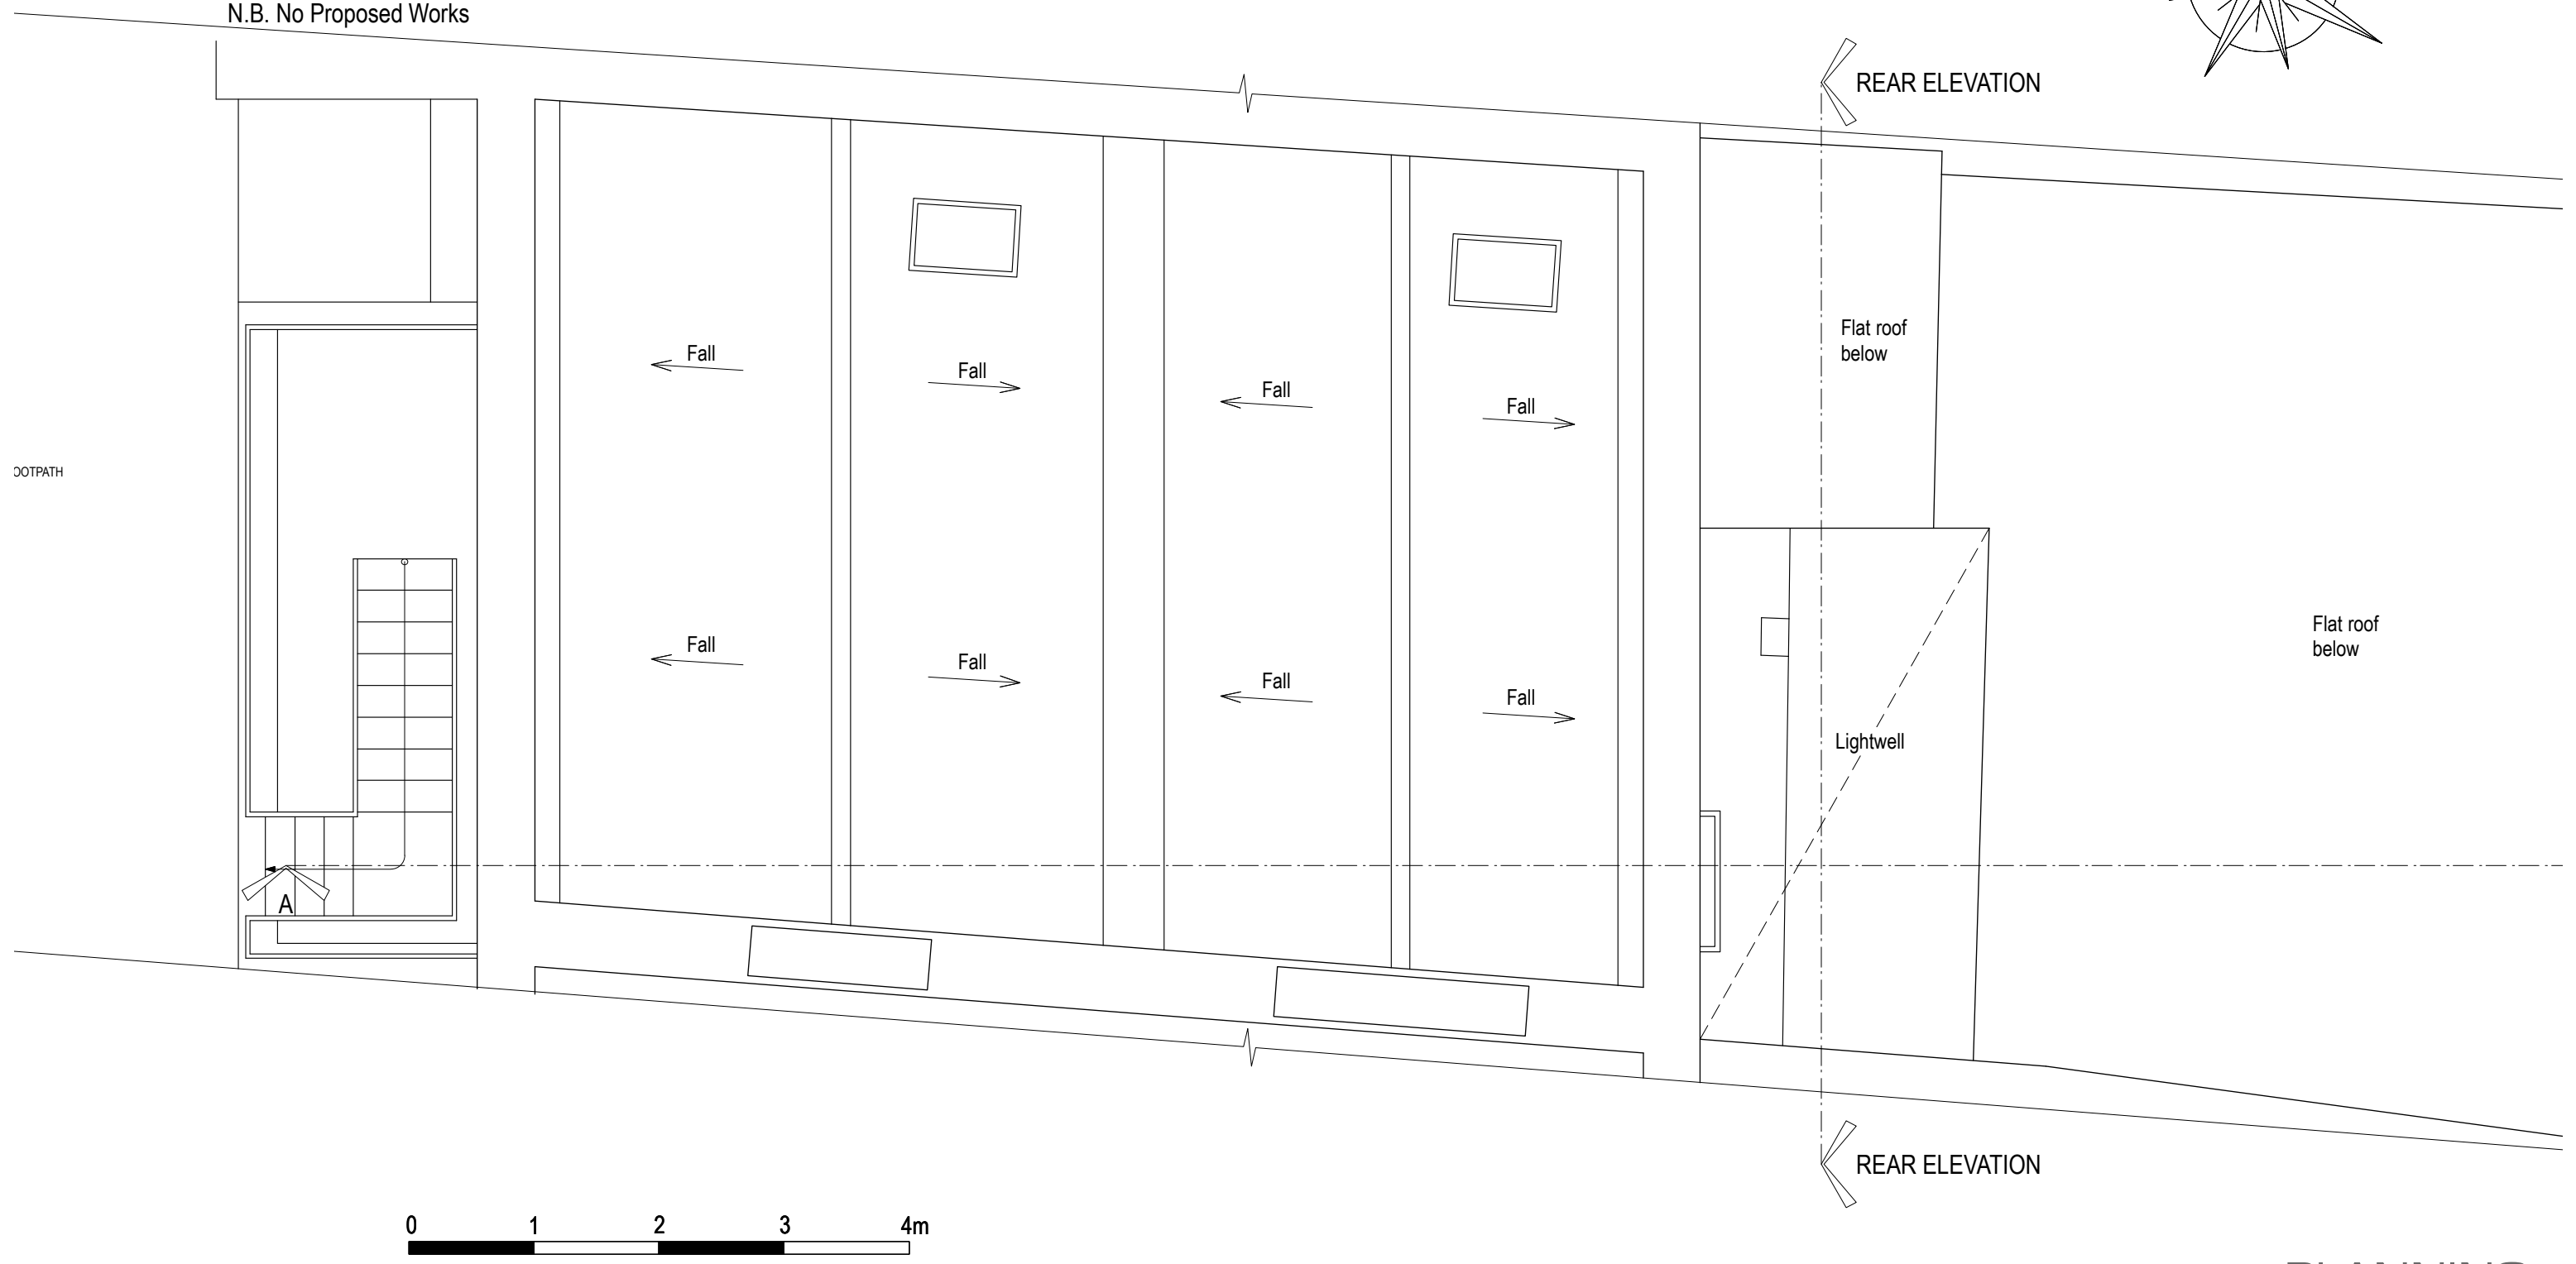 N.B. No Proposed Works
REAR ELEVATION
Flat roof
below
Fall
Fall
Fall
Fall
OOTPATH
Flat roof
below
Fall
Fall
Fall
Fall
Lightwell
A
REAR ELEVATION
0 1 2 3 4m